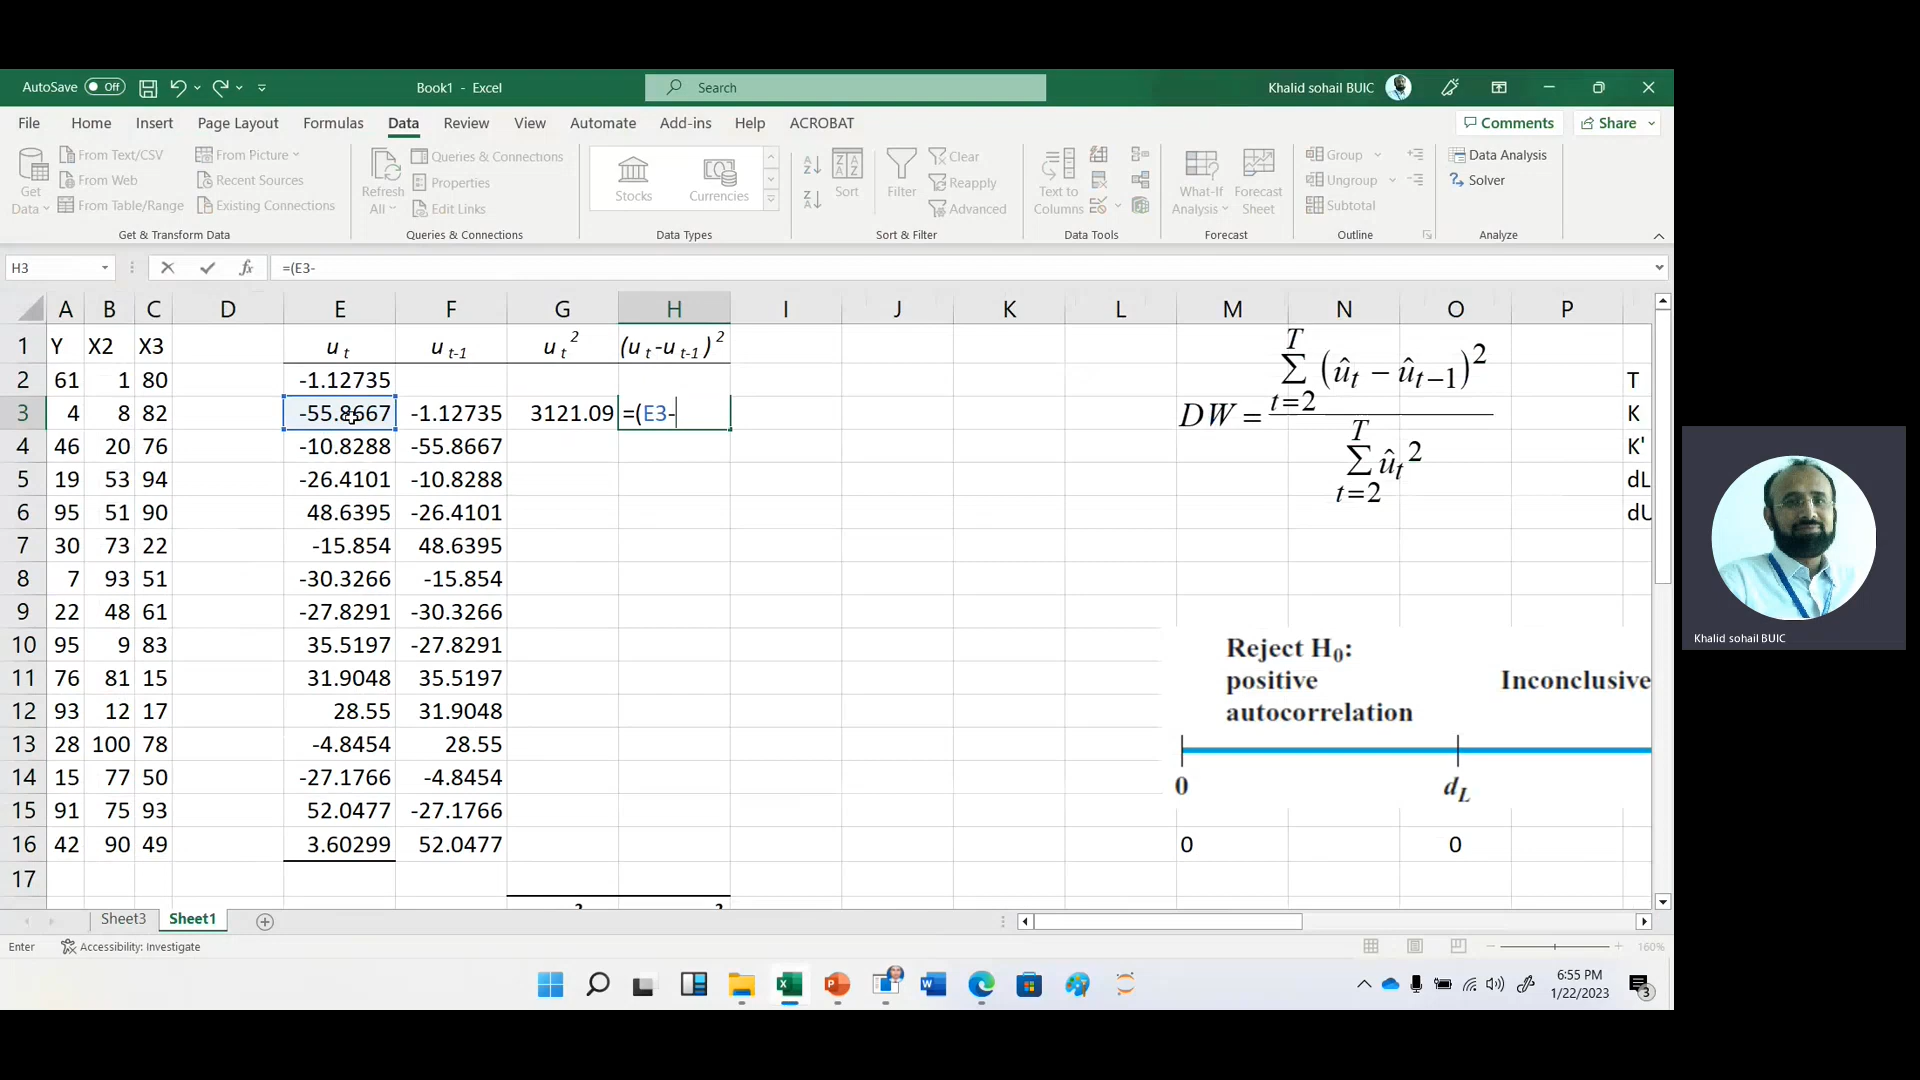 AutoSave Off Book1 - Excel Search Khalid sohail BUIC
File Home Insert Page Layout Formulas Data Review View Automate Add-ins Help ACROBAT Comments Share
Get Data From Text/CSV From Web From Table/Range From Picture Recent Sources Existing Connections
Get & Transform Data
Refresh All Queries & Connections Properties Edit Links
Queries & Connections
Stocks Currencies
Data Types
Sort Filter Clear Reapply Advanced
Sort & Filter
Text to Columns
Data Tools
What-If Analysis Forecast Sheet
Forecast
Group Ungroup Subtotal
Outline
Data Analysis Solver
Analyze
H3 fx =(E3-
A B C D E F G H I J K L M N O P
1 Y X2 X3 u t u t-1 u t 2 (u t -u t-1 ) 2
2 61 1 80 -1.12735 T
3 4 8 82 -55.8667 -1.12735 3121.09 =(E3- K
4 46 20 76 -10.8288 -55.8667 K'
5 19 53 94 -26.4101 -10.8288 dL
6 95 51 90 48.6395 -26.4101 dU
7 30 73 22 -15.854 48.6395
8 7 93 51 -30.3266 -15.854
9 22 48 61 -27.8291 -30.3266
10 95 9 83 35.5197 -27.8291
11 76 81 15 31.9048 35.5197
12 93 12 17 28.55 31.9048
13 28 100 78 -4.8454 28.55
14 15 77 50 -27.1766 -4.8454
15 91 75 93 52.0477 -27.1766
16 42 90 49 3.60299 52.0477 0 0
17
T
∑ (û t − û t−1 ) 2
t=2
DW =
T
∑ û t 2
t=2
Reject H0:
positive
autocorrelation
Inconclusive
0 dL
Khalid sohail BUIC
Sheet3 Sheet1
Enter Accessibility: Investigate 160%
6:55 PM
1/22/2023
3